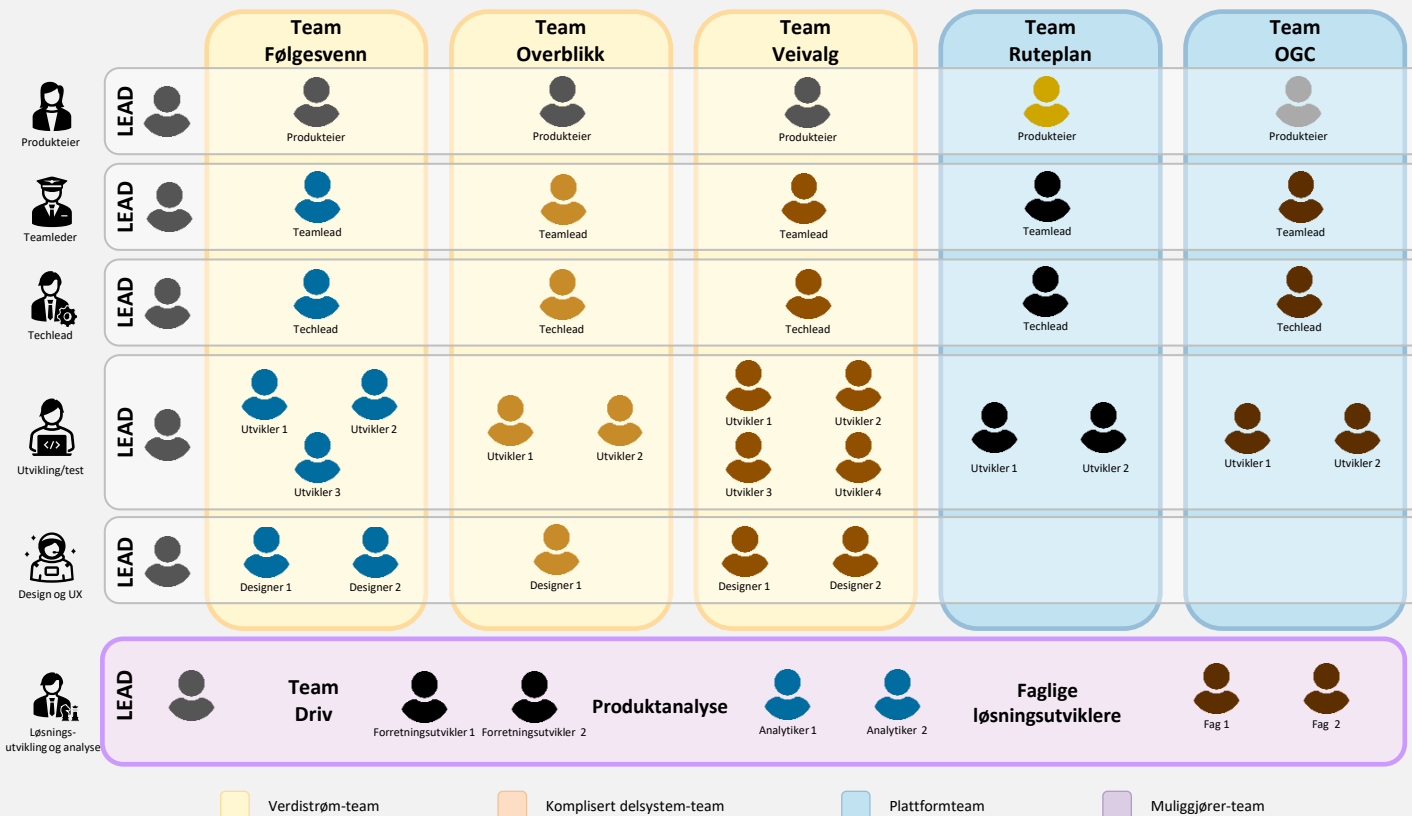 Team
Følgesvenn
Team
Overblikk
Team
Veivalg
Team
Ruteplan
Team
OGC
Produkteier
LEAD
Produkteier
Produkteier
Produkteier
Produkteier
Produkteier
Teamleder
LEAD
Teamlead
Teamlead
Teamlead
Teamlead
Teamlead
Techlead
LEAD
Techlead
Techlead
Techlead
Techlead
Techlead
Utvikling/test
LEAD
Utvikler 1
Utvikler 2
Utvikler 3
Utvikler 1
Utvikler 2
Utvikler 1
Utvikler 2
Utvikler 3
Utvikler 4
Utvikler 1
Utvikler 2
Utvikler 1
Utvikler 2
Design og UX
LEAD
Designer 1
Designer 2
Designer 1
Designer 1
Designer 2
Løsnings-
utvikling og analyse
LEAD
Team
Driv
Forretningsutvikler 1
Forretningsutvikler 2
Produktanalyse
Analytiker 1
Analytiker 2
Faglige
løsningsutviklere
Fag 1
Fag 2
Verdistrøm-team
Komplisert delsystem-team
Plattformteam
Muliggjører-team